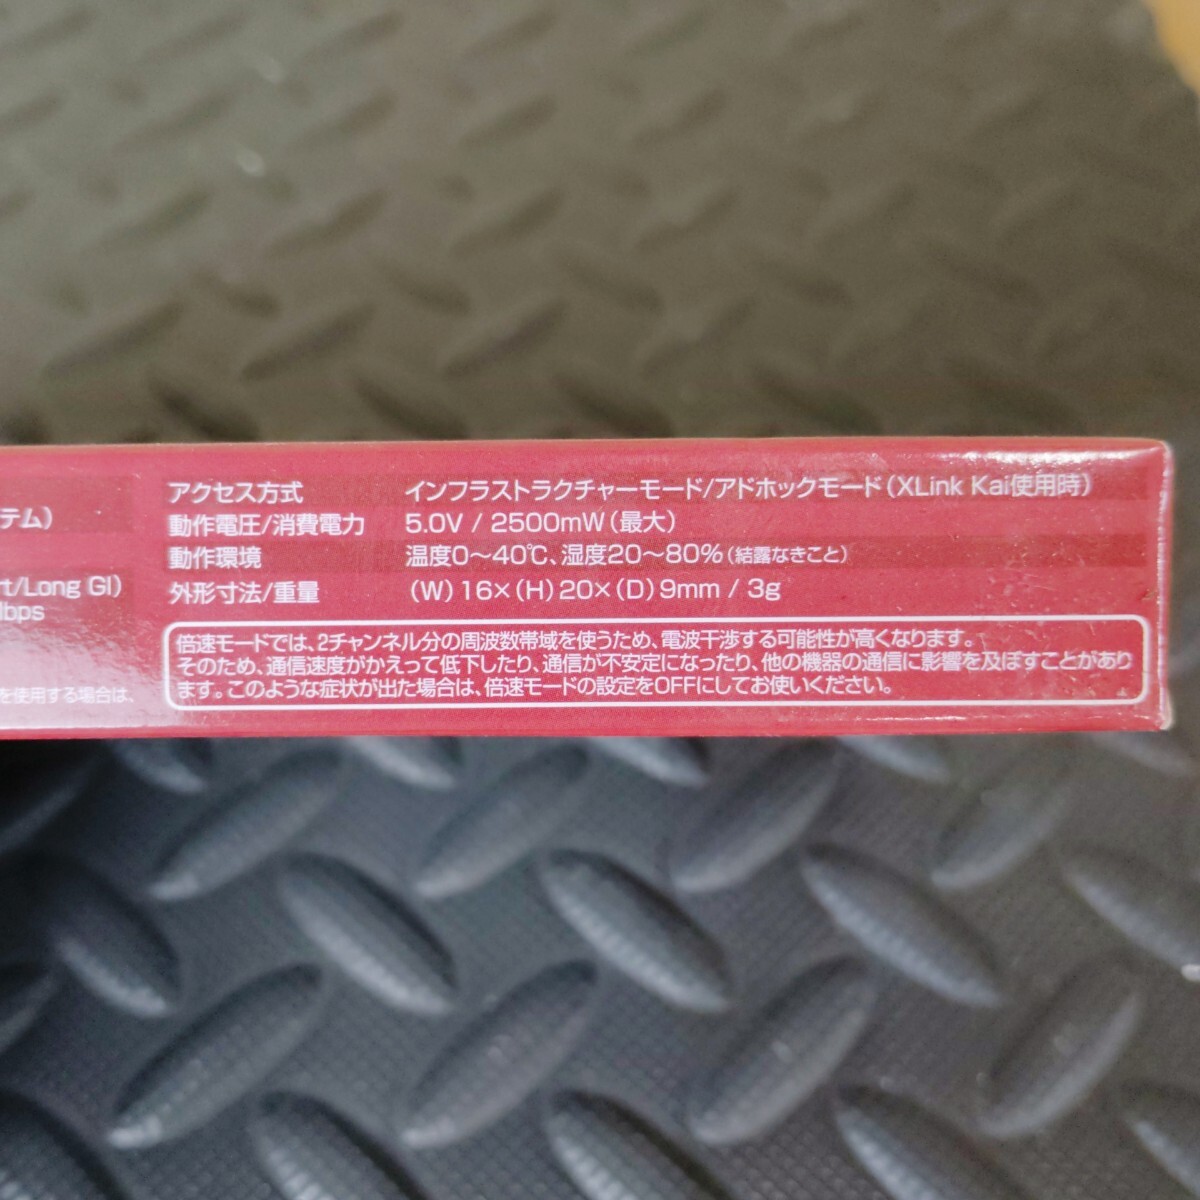 テム)
rt/Long GI)
Mbps
を使用する場合は、
アクセス方式 インフラストラクチャーモード/アドホックモード(XLink Kai使用時)
動作電圧/消費電力 5.0V / 2500mW(最大)
動作環境 温度0〜40℃、湿度20〜80%(結露なきこと)
外形寸法/重量 (W)16×(H)20×(D)9mm / 3g
倍速モードでは、2チャンネル分の周波数帯域を使うため、電波干渉する可能性が高くなります。
そのため、通信速度がかえって低下したり、通信が不安定になったり、他の機器の通信に影響を及ぼすことがあり
ます。このような症状が出た場合は、倍速モードの設定をOFFにしてお使いください。